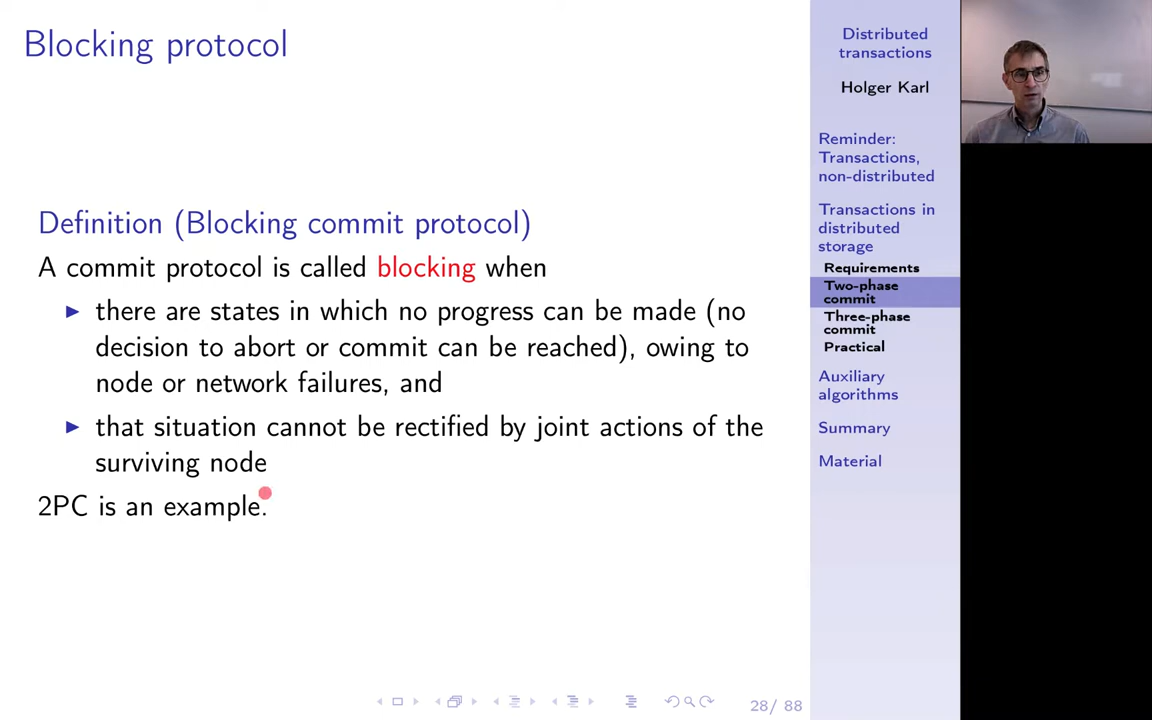 Blocking protocol
Definition (Blocking commit protocol)
A commit protocol is called blocking when
▶ there are states in which no progress can be made (no
decision to abort or commit can be reached), owing to
node or network failures, and
▶ that situation cannot be rectified by joint actions of the
surviving node
2PC is an example.
28/ 88
Distributed
transactions
Holger Karl
Reminder:
Transactions,
non-distributed
Transactions in
distributed
storage
Requirements
Two-phase
commit
Three-phase
commit
Practical
Auxiliary
algorithms
Summary
Material